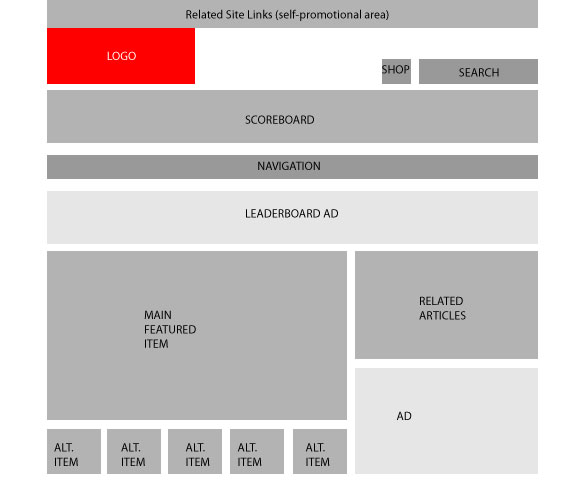 Related Site Links (self-promotional area)
LOGO
SHOP
SEARCH
SCOREBOARD
NAVIGATION
LEADERBOARD AD
MAIN
FEATURED
ITEM
RELATED
ARTICLES
AD
ALT.
ITEM
ALT.
ITEM
ALT.
ITEM
ALT.
ITEM
ALT.
ITEM